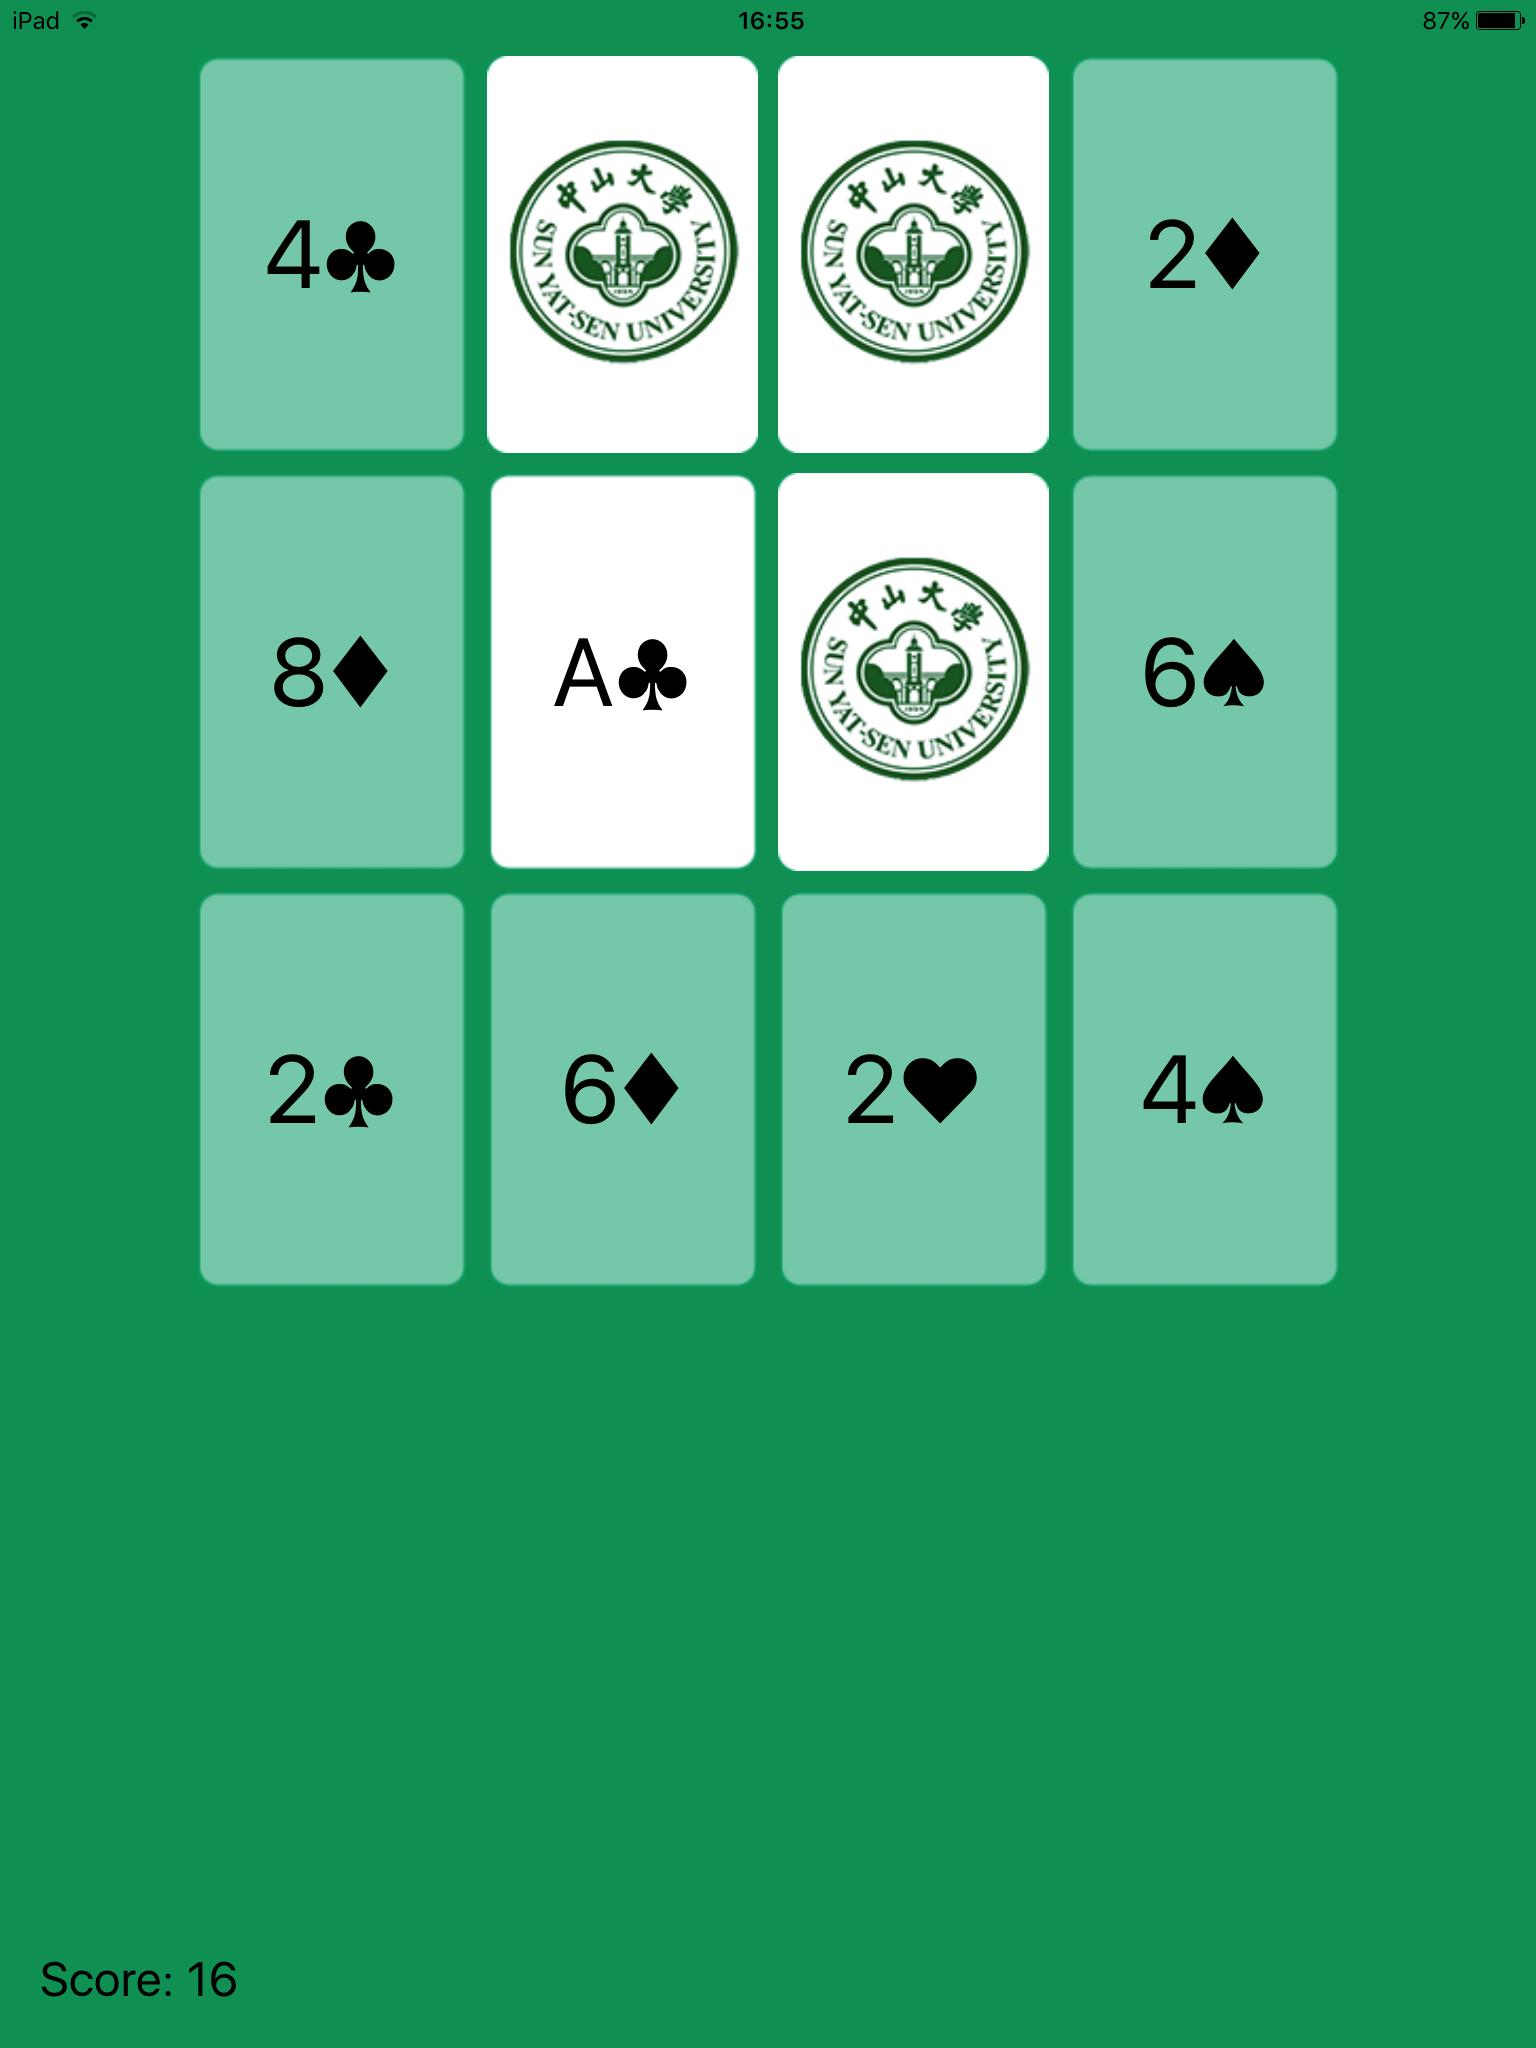 iPad 16:55 87%
4♣
中山大學
SUN YAT-SEN UNIVERSITY
中山大學
SUN YAT-SEN UNIVERSITY
2♦
8♦
A♣
中山大學
SUN YAT-SEN UNIVERSITY
6♠
2♣
6♦
2♥
4♠
Score: 16